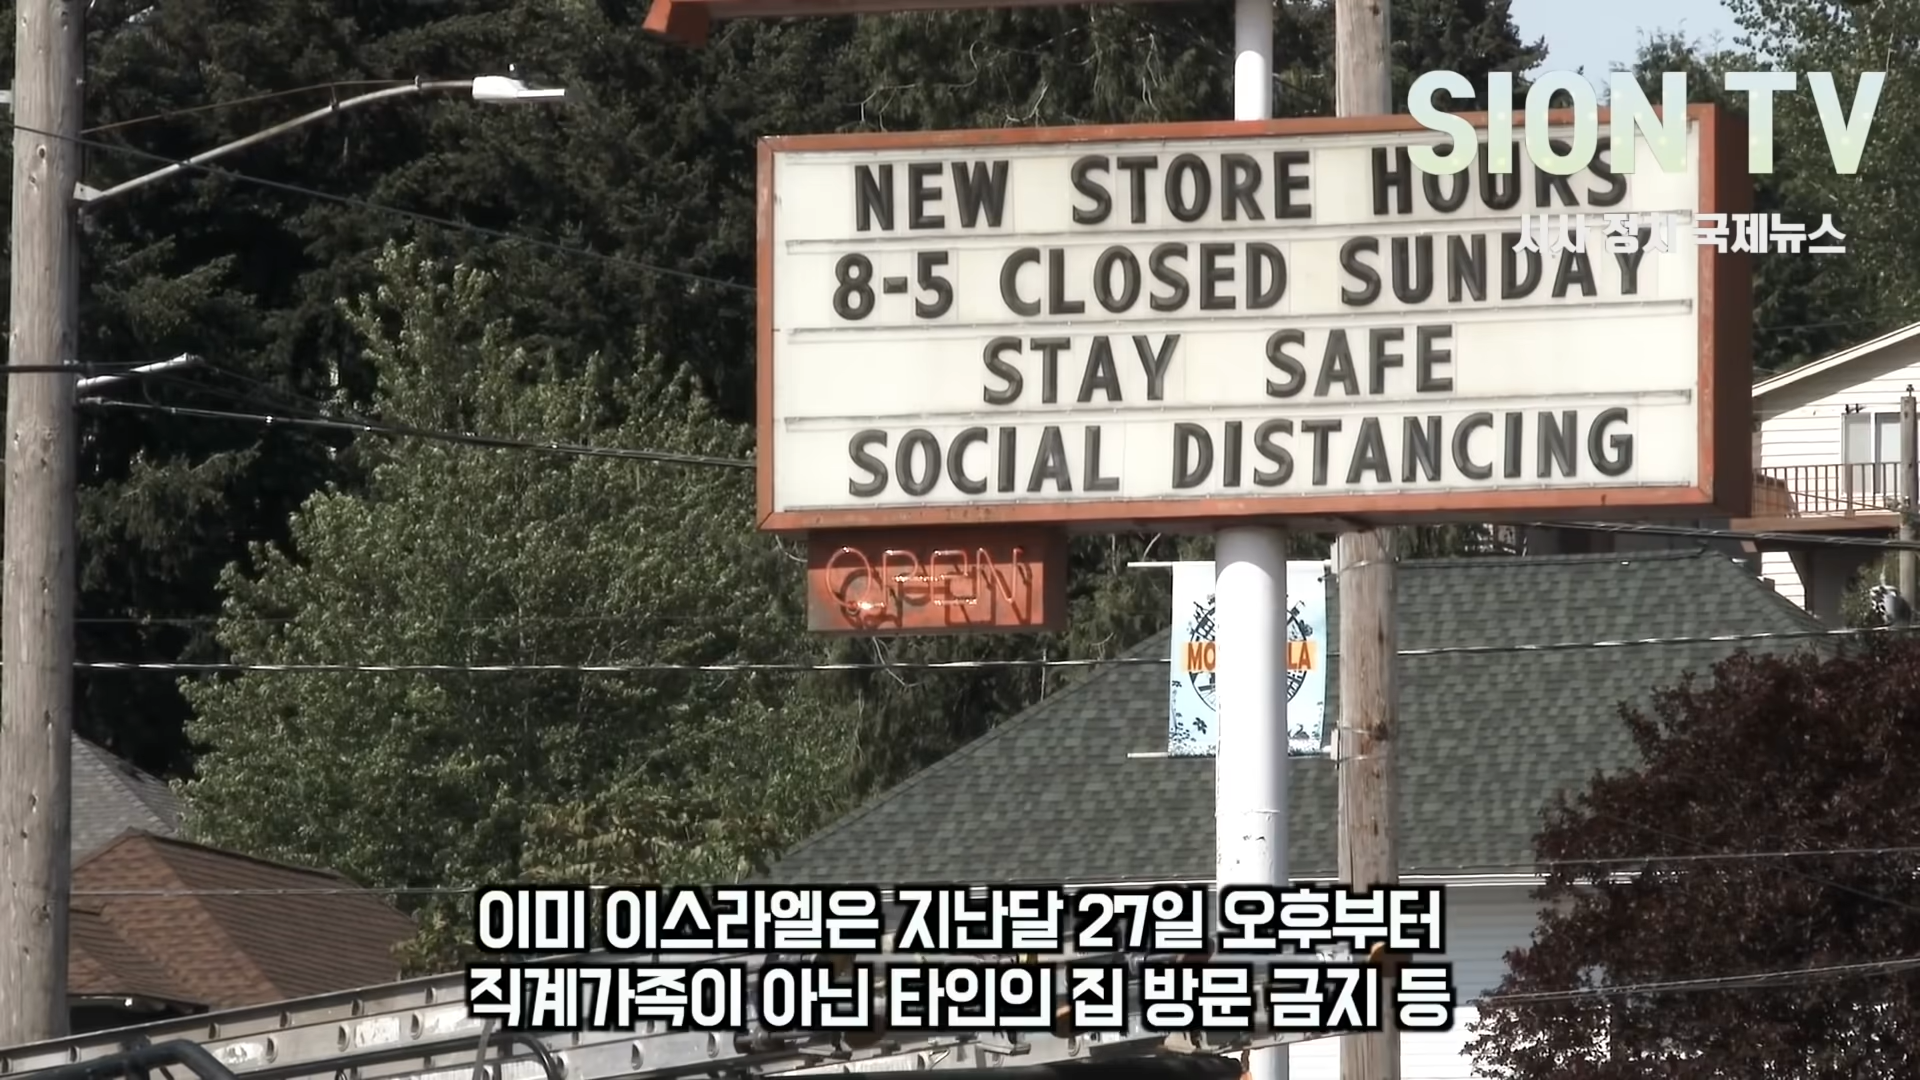 SION TV
시사 정치 국제뉴스
NEW STORE HOURS
8-5 CLOSED SUNDAY
STAY SAFE
SOCIAL DISTANCING
OPEN
이미 이스라엘은 지난달 27일 오후부터
직계가족이 아닌 타인의 집 방문 금지 등